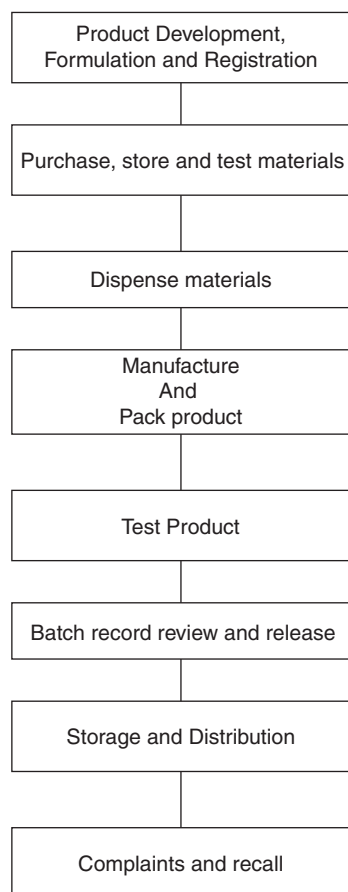 Product Development,
Formulation and Registration
Purchase, store and test materials
Dispense materials
Manufacture
And
Pack product
Test Product
Batch record review and release
Storage and Distribution
Complaints and recall